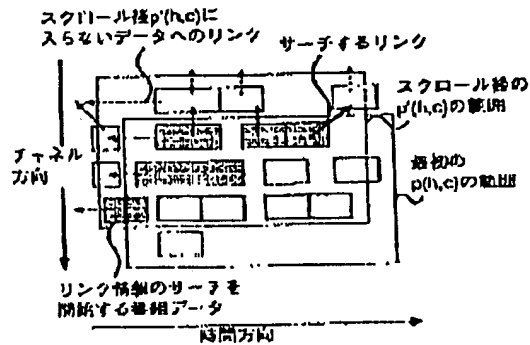 スクロール後p'(h,c)に
入らないデータへのリンク
サーチするリンク
スクロール後の
p'(h,c)の範囲
チャネル
方向
最初の
p(h,c)の範囲
リンク情報のサーチを
開始する番組データ
時間方向